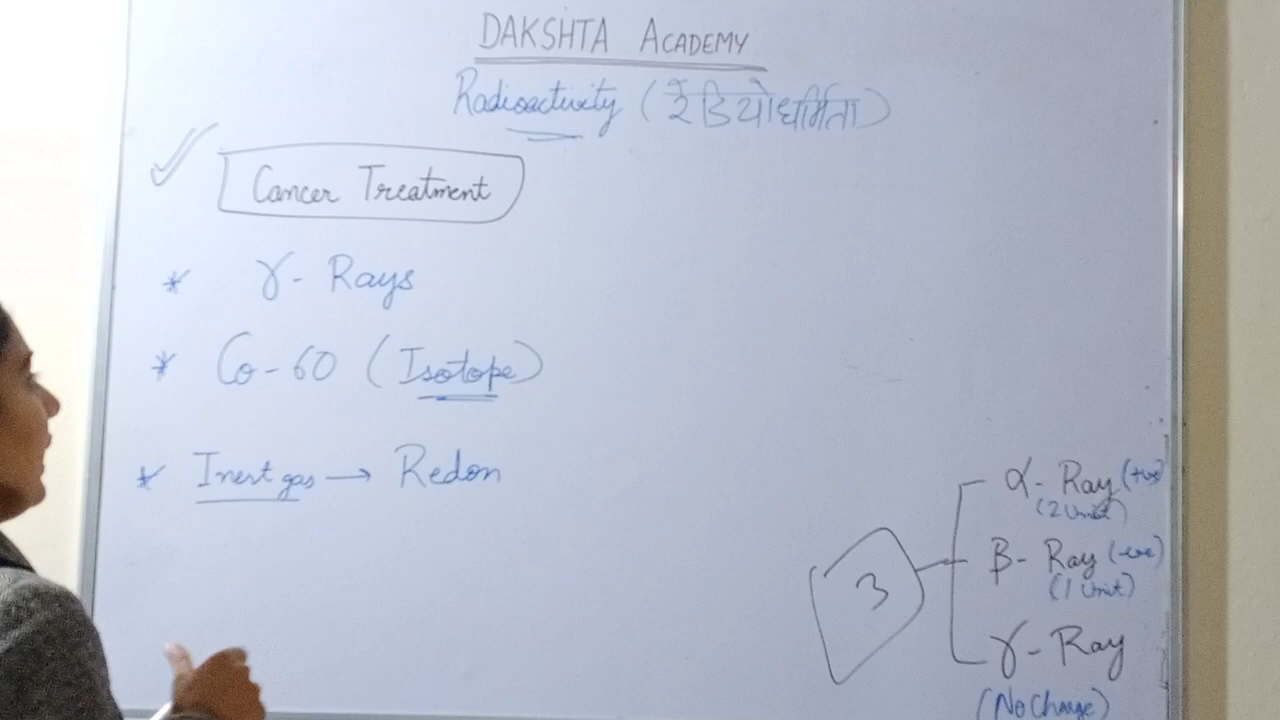 DAKSHTA ACADEMY
Radioactivity (रेडियोधर्मिता)
Cancer Treatment
* γ- Rays
* Co-60 (Isotope)
* Inert gas → Redon
3
α- Ray (+ve)
(2 Unit)
β- Ray (-ve)
(1 Unit)
γ- Ray
(No Charge)